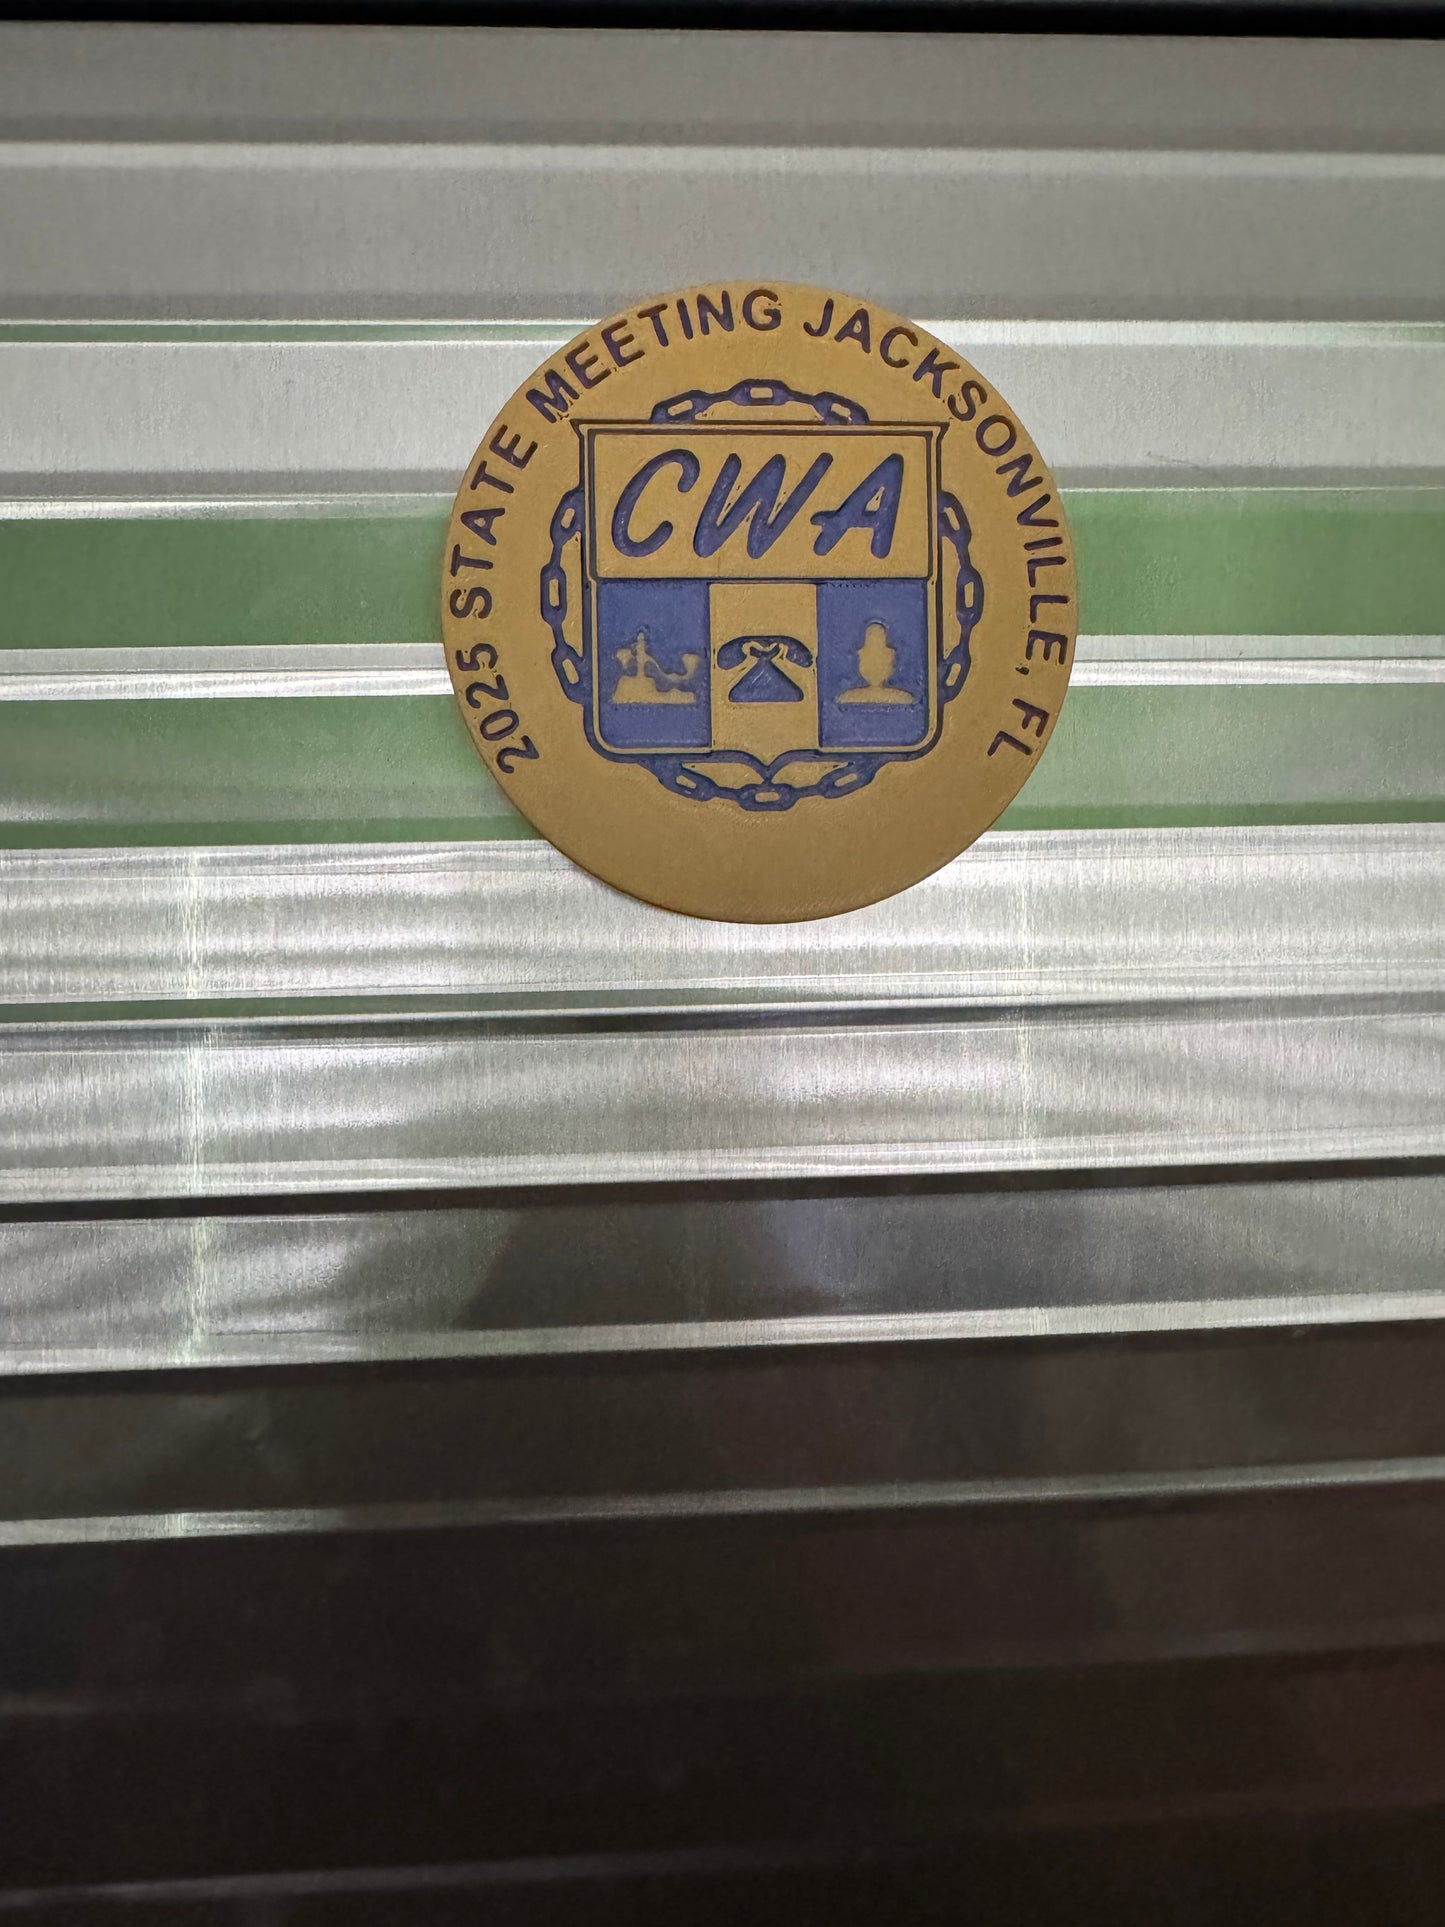 2025 STATE MEETING JACKSONVILLE, FL
CWA